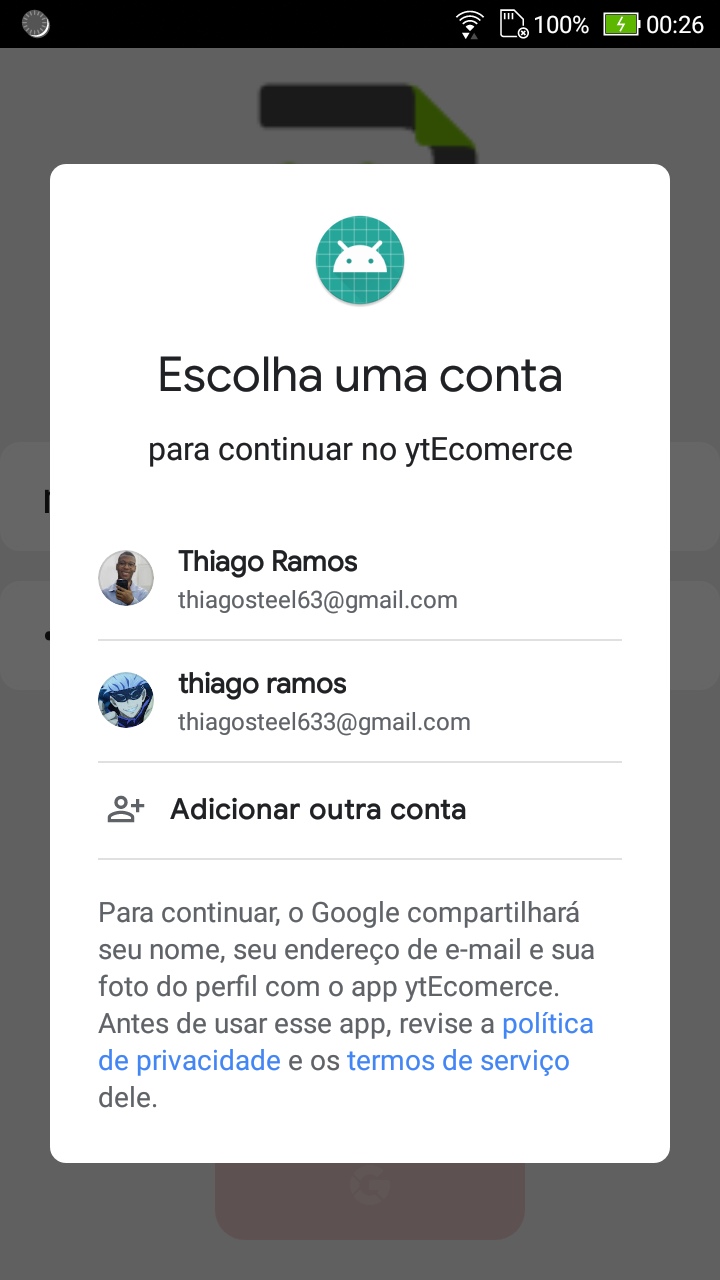 100% 00:26
Escolha uma conta
para continuar no ytEcomerce
Thiago Ramos
thiagosteel63@gmail.com
thiago ramos
thiagosteel633@gmail.com
Adicionar outra conta
Para continuar, o Google compartilhará
seu nome, seu endereço de e-mail e sua
foto do perfil com o app ytEcomerce.
Antes de usar esse app, revise a política
de privacidade e os termos de serviço
dele.